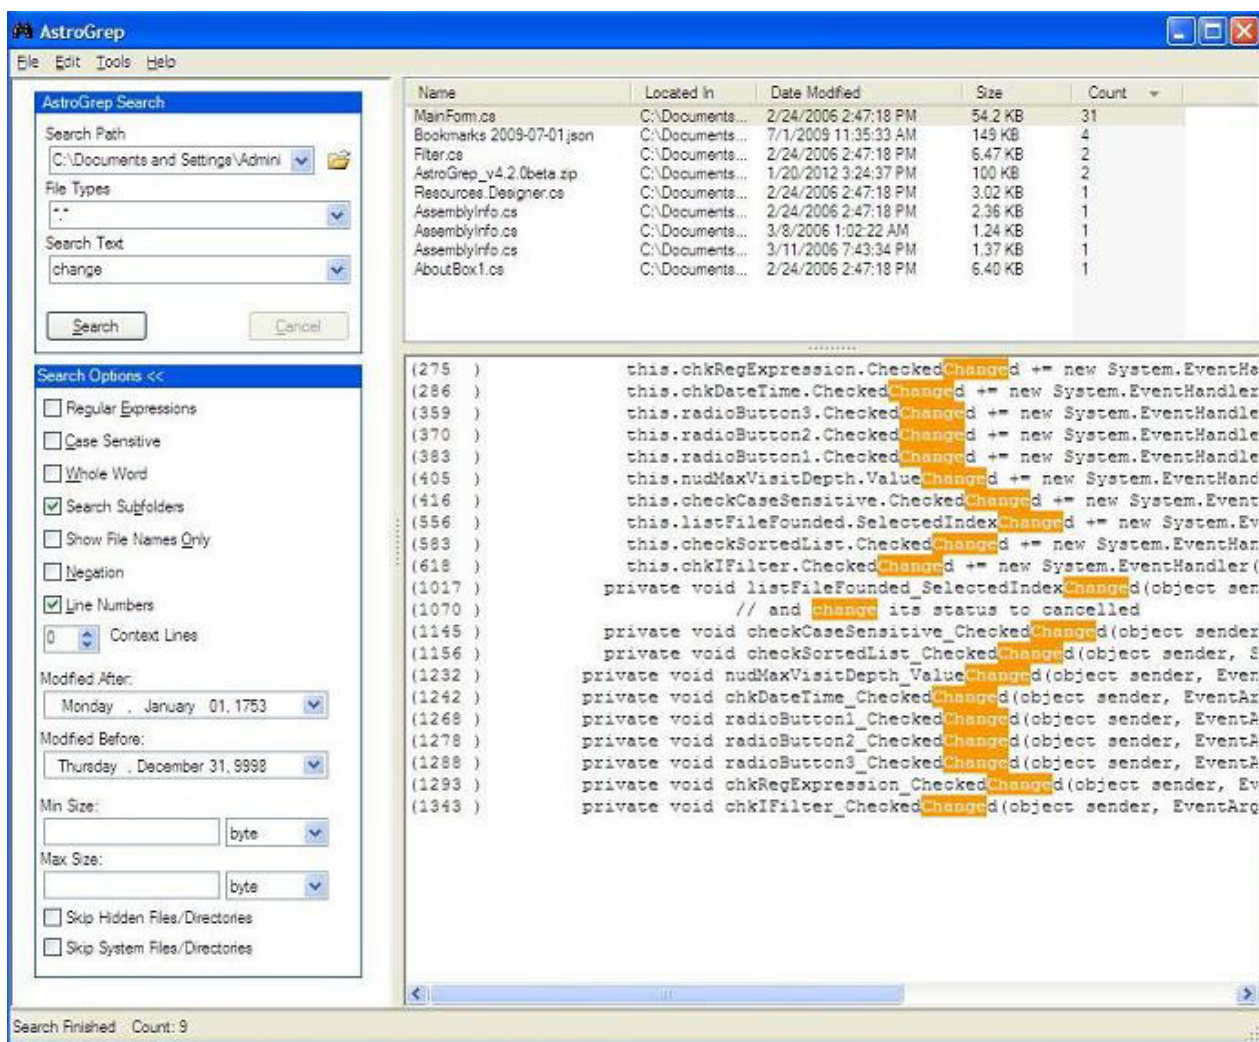 AstroGrep
File Edit Tools Help
AstroGrep Search
Search Path
C:\Documents and Settings\Admini
File Types
*.*
Search Text
change
Search Cancel
Search Options <<
Regular Expressions
Case Sensitive
Whole Word
Search Subfolders
Show File Names Only
Negation
Line Numbers
0 Context Lines
Modified After:
Monday , January 01, 1753
Modified Before:
Thursday , December 31, 9998
Min Size:
byte
Max Size:
byte
Skip Hidden Files/Directories
Skip System Files/Directories
Name Located In Date Modified Size Count
MainForm.cs C:\Documents... 2/24/2006 2:47:18 PM 54.2 KB 31
Bookmarks 2009-07-01.json C:\Documents... 7/1/2009 11:35:33 AM 149 KB 4
Filter.cs C:\Documents... 2/24/2006 2:47:18 PM 6.47 KB 2
AstroGrep_v4.2.0beta.zip C:\Documents... 1/20/2012 3:24:37 PM 100 KB 2
Resources.Designer.cs C:\Documents... 2/24/2006 2:47:18 PM 3.02 KB 1
AssemblyInfo.cs C:\Documents... 2/24/2006 2:47:18 PM 2.36 KB 1
AssemblyInfo.cs C:\Documents... 3/8/2006 1:02:22 AM 1.24 KB 1
AssemblyInfo.cs C:\Documents... 3/11/2006 7:43:34 PM 1.37 KB 1
AboutBox1.cs C:\Documents... 2/24/2006 2:47:18 PM 6.40 KB 1
(275 ) this.chkRegExpression.CheckedChanged += new System.EventHa
(286 ) this.chkDateTime.CheckedChanged += new System.EventHandler
(359 ) this.radioButton3.CheckedChanged += new System.EventHandle
(370 ) this.radioButton2.CheckedChanged += new System.EventHandle
(383 ) this.radioButton1.CheckedChanged += new System.EventHandle
(405 ) this.nudMaxVisitDepth.ValueChanged += new System.EventHand
(416 ) this.checkCaseSensitive.CheckedChanged += new System.Event
(556 ) this.listFileFounded.SelectedIndexChanged += new System.Ev
(583 ) this.checkSortedList.CheckedChanged += new System.EventHan
(618 ) this.chkIFilter.CheckedChanged += new System.EventHandler(
(1017 ) private void listFileFounded_SelectedIndexChanged(object sen
(1070 ) // and change its status to cancelled
(1145 ) private void checkCaseSensitive_CheckedChanged(object sender
(1156 ) private void checkSortedList_CheckedChanged(object sender, S
(1232 ) private void nudMaxVisitDepth_ValueChanged(object sender, Even
(1242 ) private void chkDateTime_CheckedChanged(object sender, EventAr
(1268 ) private void radioButton1_CheckedChanged(object sender, EventA
(1278 ) private void radioButton2_CheckedChanged(object sender, EventA
(1288 ) private void radioButton3_CheckedChanged(object sender, EventA
(1293 ) private void chkRegExpression_CheckedChanged(object sender, Ev
(1343 ) private void chkIFilter_CheckedChanged(object sender, EventArg
Search Finished Count: 9